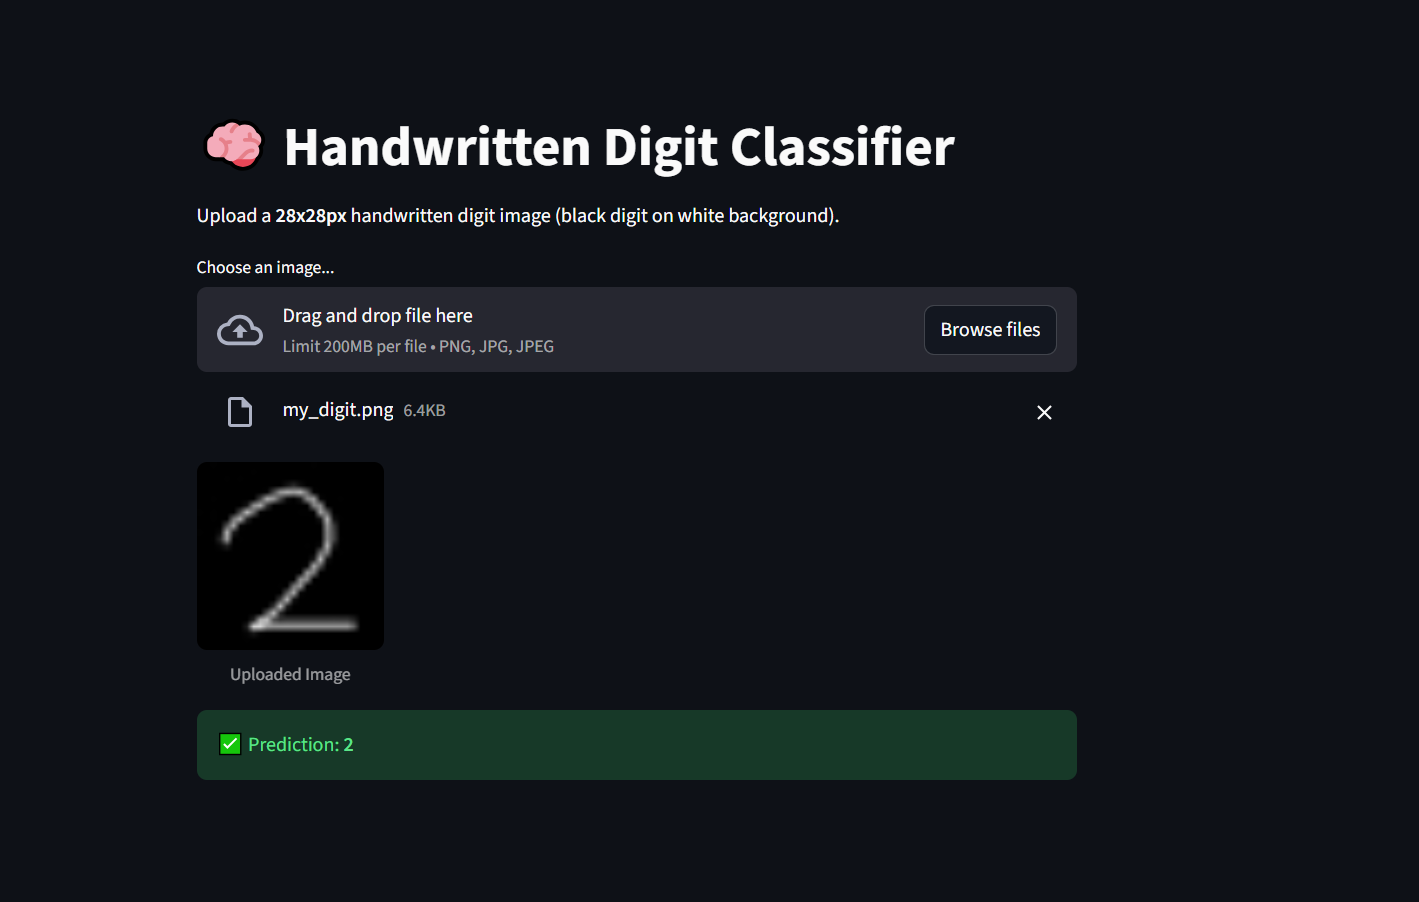 Handwritten Digit Classifier
Upload a 28x28px handwritten digit image (black digit on white background).
Choose an image...
Drag and drop file here
Limit 200MB per file • PNG, JPG, JPEG
Browse files
my_digit.png 6.4KB
2
Uploaded Image
✅ Prediction: 2